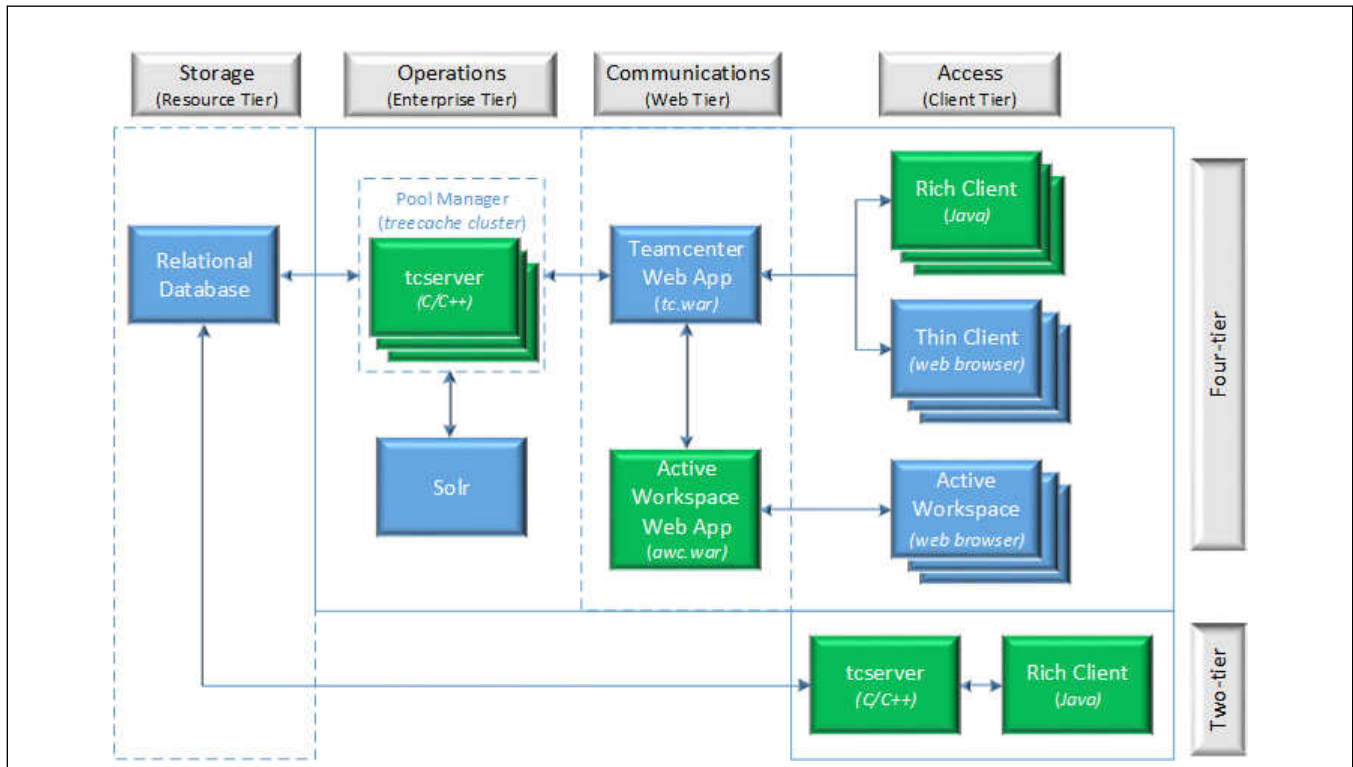 Storage
(Resource Tier)
Operations
(Enterprise Tier)
Communications
(Web Tier)
Access
(Client Tier)
Pool Manager
(treecache cluster)
Relational
Database
tcserver
(C/C++)
Teamcenter
Web App
(tc.war)
Rich Client
(Java)
Thin Client
(web browser)
Solr
Active
Workspace
Web App
(awc.war)
Active
Workspace
(web browser)
Four-tier
tcserver
(C/C++)
Rich Client
(Java)
Two-tier